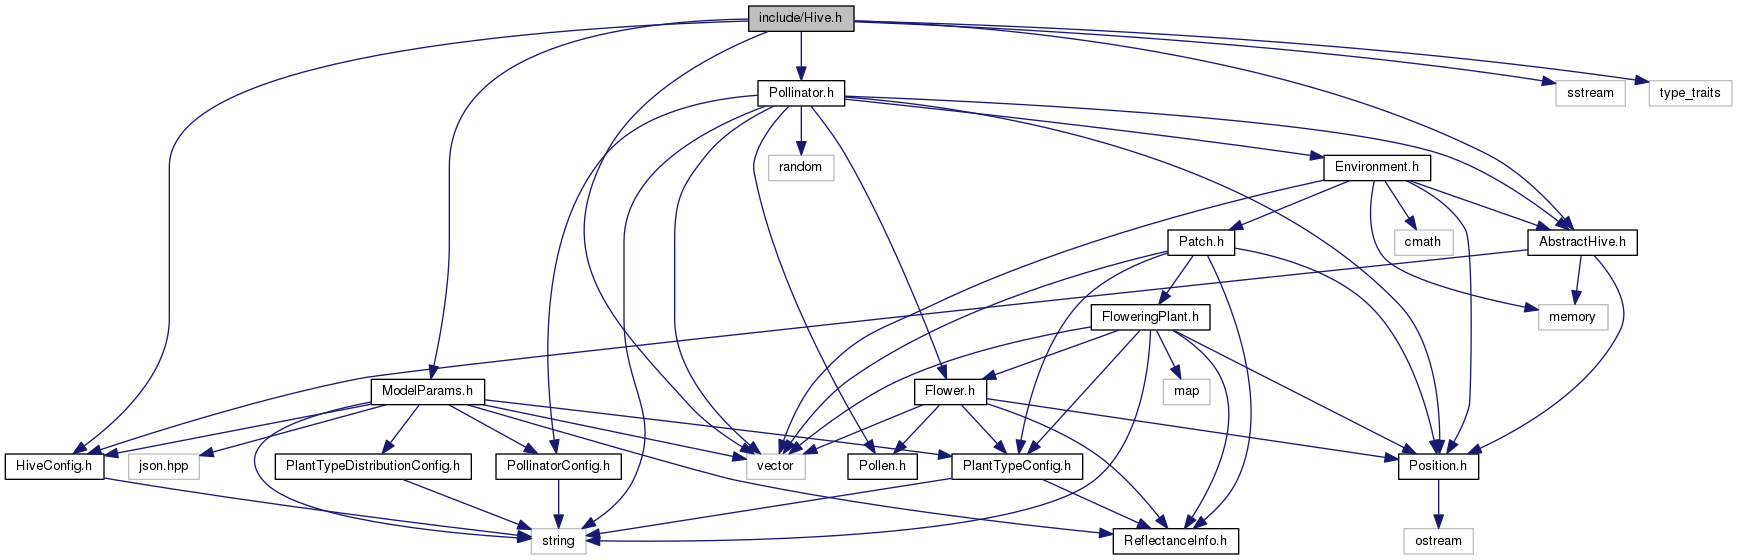 include/Hive.h
Pollinator.h
sstream
type_traits
random
Environment.h
Patch.h
cmath
AbstractHive.h
FloweringPlant.h
memory
ModelParams.h
Flower.h
map
HiveConfig.h
json.hpp
PlantTypeDistributionConfig.h
PollinatorConfig.h
vector
Pollen.h
PlantTypeConfig.h
Position.h
string
ReflectanceInfo.h
ostream